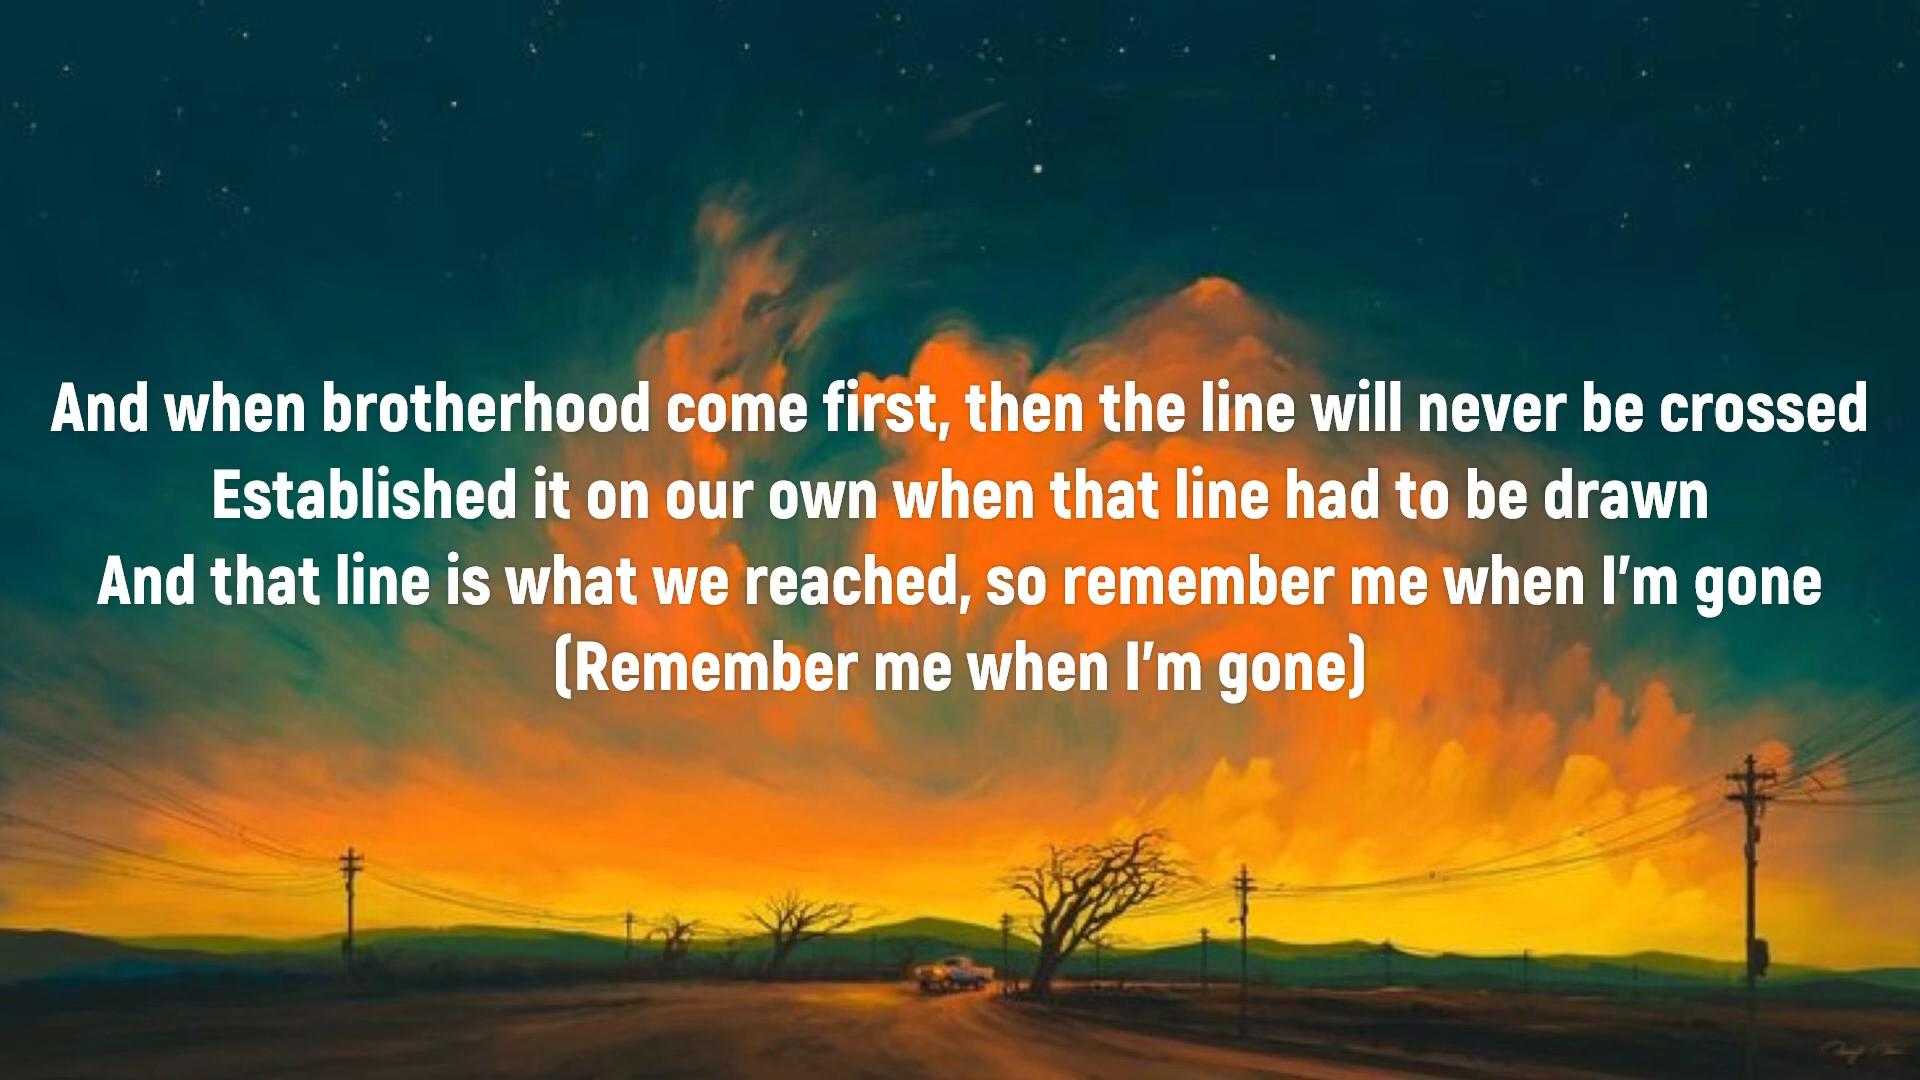 And when brotherhood come first, then the line will never be crossed
Established it on our own when that line had to be drawn
And that line is what we reached, so remember me when I'm gone
(Remember me when I'm gone)